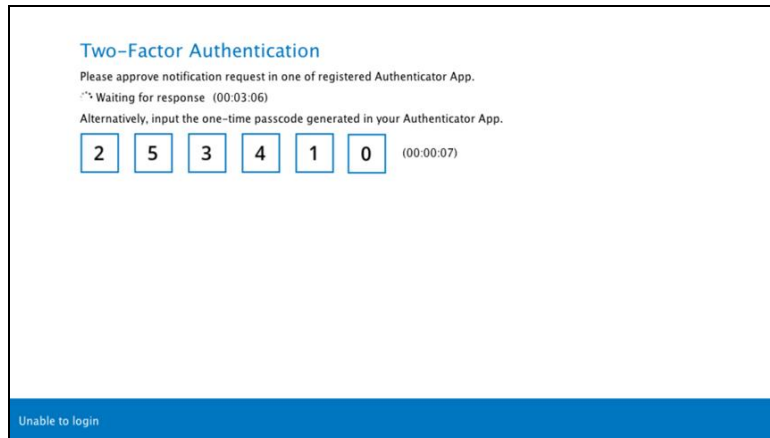 Two-Factor Authentication
Please approve notification request in one of registered Authenticator App.
Waiting for response (00:03:06)
Alternatively, input the one-time passcode generated in your Authenticator App.
2 5 3 4 1 0 (00:00:07)
Unable to login